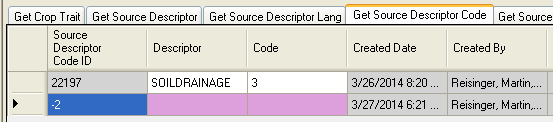 Get Crop Trait Get Source Descriptor Get Source Descriptor Lang Get Source Descriptor Code Get Sour
Source Descriptor Code ID Descriptor Code Created Date Created By
22197 SOILDRAINAGE 3 3/26/2014 8:20 ... Reisinger, Martin,...
-2 3/27/2014 6:21 ... Reisinger, Martin,...